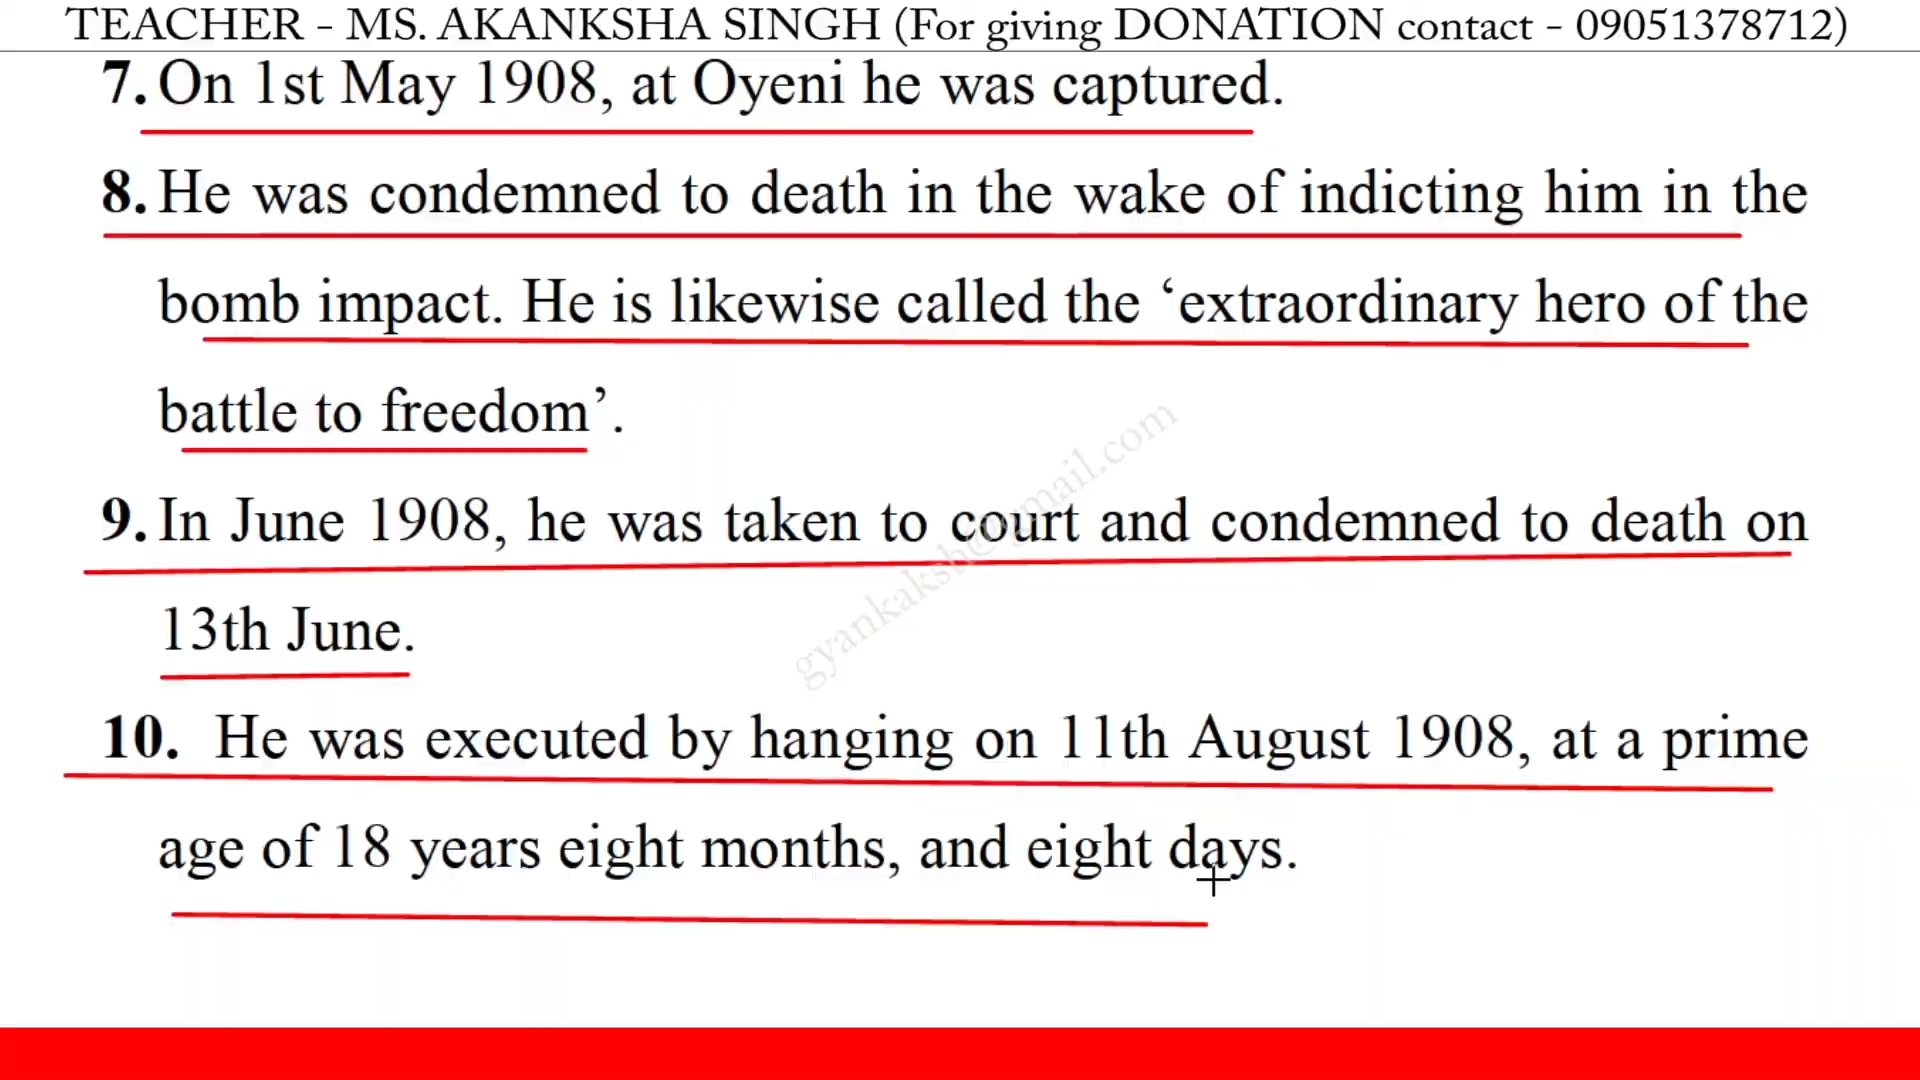 TEACHER - MS. AKANKSHA SINGH (For giving DONATION contact - 09051378712)
7. On 1st May 1908, at Oyeni he was captured.
8. He was condemned to death in the wake of indicting him in the
bomb impact. He is likewise called the ‘extraordinary hero of the
battle to freedom’.
gyankaksh@gmail.com
9. In June 1908, he was taken to court and condemned to death on
13th June.
10. He was executed by hanging on 11th August 1908, at a prime
age of 18 years eight months, and eight days.